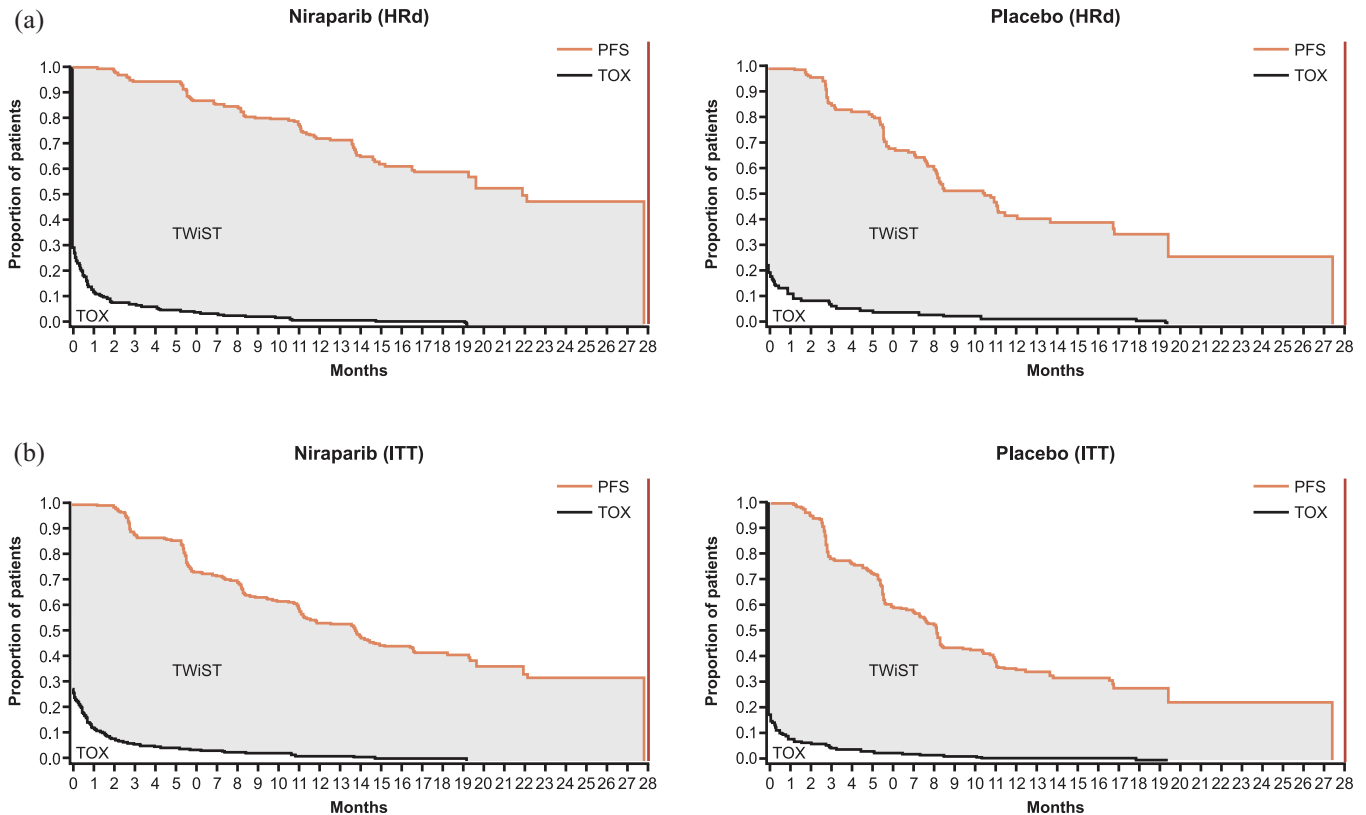 (a)
Niraparib (HRd)
PFS
TOX
Proportion of patients
1.0
0.9
0.8
0.7
0.6
0.5
0.4
0.3
0.2
0.1
0.0
TWiST
TOX
0 1 2 3 4 5 0 7 8 9 10 11 12 13 14 15 16 17 18 19 20 21 22 23 24 25 26 27 28
Months
Placebo (HRd)
PFS
TOX
Proportion of patients
1.0
0.9
0.8
0.7
0.6
0.5
0.4
0.3
0.2
0.1
0.0
TWiST
TOX
0 1 2 3 4 5 0 7 8 9 10 11 12 13 14 15 16 17 18 19 20 21 22 23 24 25 26 27 28
Months
(b)
Niraparib (ITT)
PFS
TOX
Proportion of patients
1.0
0.9
0.8
0.7
0.6
0.5
0.4
0.3
0.2
0.1
0.0
TWiST
TOX
0 1 2 3 4 5 0 7 8 9 10 11 12 13 14 15 16 17 18 19 20 21 22 23 24 25 26 27 28
Months
Placebo (ITT)
PFS
TOX
Proportion of patients
1.0
0.9
0.8
0.7
0.6
0.5
0.4
0.3
0.2
0.1
0.0
TWiST
TOX
0 1 2 3 4 5 0 7 8 9 10 11 12 13 14 15 16 17 18 19 20 21 22 23 24 25 26 27 28
Months